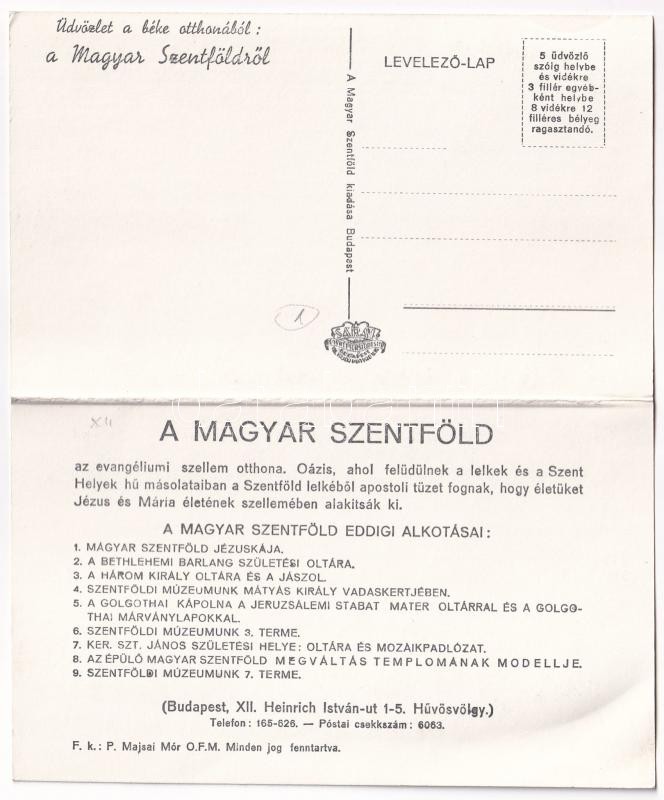 Üdvözlet a béke otthonából :
a Magyar Szentföldről
LEVELEZŐ-LAP
5 üdvözlő
szóig helybe
és vidékre
3 fillér egyéb-
ként helybe
8 vidékre 12
filléres bélyeg
ragasztandó.
A Magyar Szentföld kiadása Budapest
1
XII
A MAGYAR SZENTFÖLD
az evangéliumi szellem otthona. Oázis, ahol felüdülnek a lelkek és a Szent
Helyek hű másolataiban a Szentföld lelkéből apostoli tüzet fognak, hogy életüket
Jézus és Mária életének szellemében alakitsák ki.
A MAGYAR SZENTFÖLD EDDIGI ALKOTÁSAI :
1. MAGYAR SZENTFÖLD JÉZUSKÁJA.
2. A BETHLEHEMI BARLANG SZÜLETÉSI OLTÁRA.
3. A HÁROM KIRÁLY OLTÁRA ÉS A JÁSZOL.
4. SZENTFÖLDI MÚZEUMUNK MÁTYÁS KIRÁLY VADASKERTJÉBEN.
5. A GOLGOTHAI KÁPOLNA A JERUZSÁLEMI STABAT MATER OLTÁRRAL ÉS A GOLGO-
THAI MÁRVÁNYLAPOKKAL.
6. SZENTFÖLDI MÚZEUMUNK 3. TERME.
7. KER. SZT. JÁNOS SZÜLETÉSI HELYE: OLTÁRA ÉS MOZAIKPADLÓZAT.
8. AZ ÉPÜLŐ MAGYAR SZENTFÖLD MEGVÁLTÁS TEMPLOMÁNAK MODELLJE.
9. SZENTFÖLDI MÚZEUMUNK 7. TERME.
(Budapest, XII. Heinrich István-ut 1-5. Hűvösvölgy.)
Telefon : 165-626. — Póstai csekkszám : 6063.
F. k.: P. Majsai Mór O.F.M. Minden jog fenntartva.